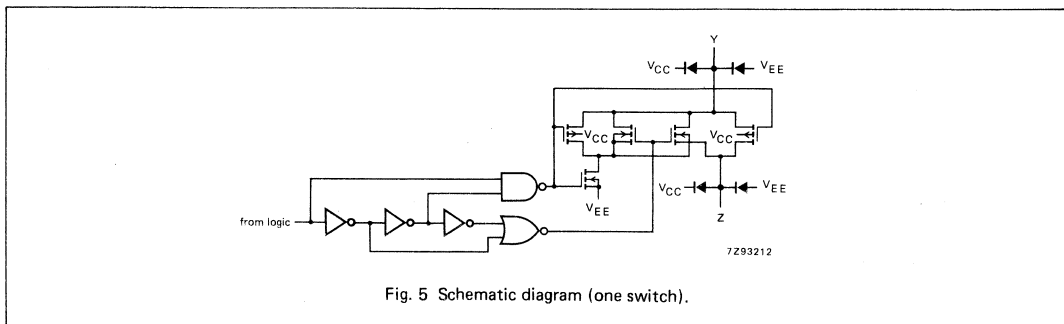 Y
VCC VEE
VCC VCC
VCC VEE
VEE
from logic
Z
7Z93212
Fig. 5 Schematic diagram (one switch).